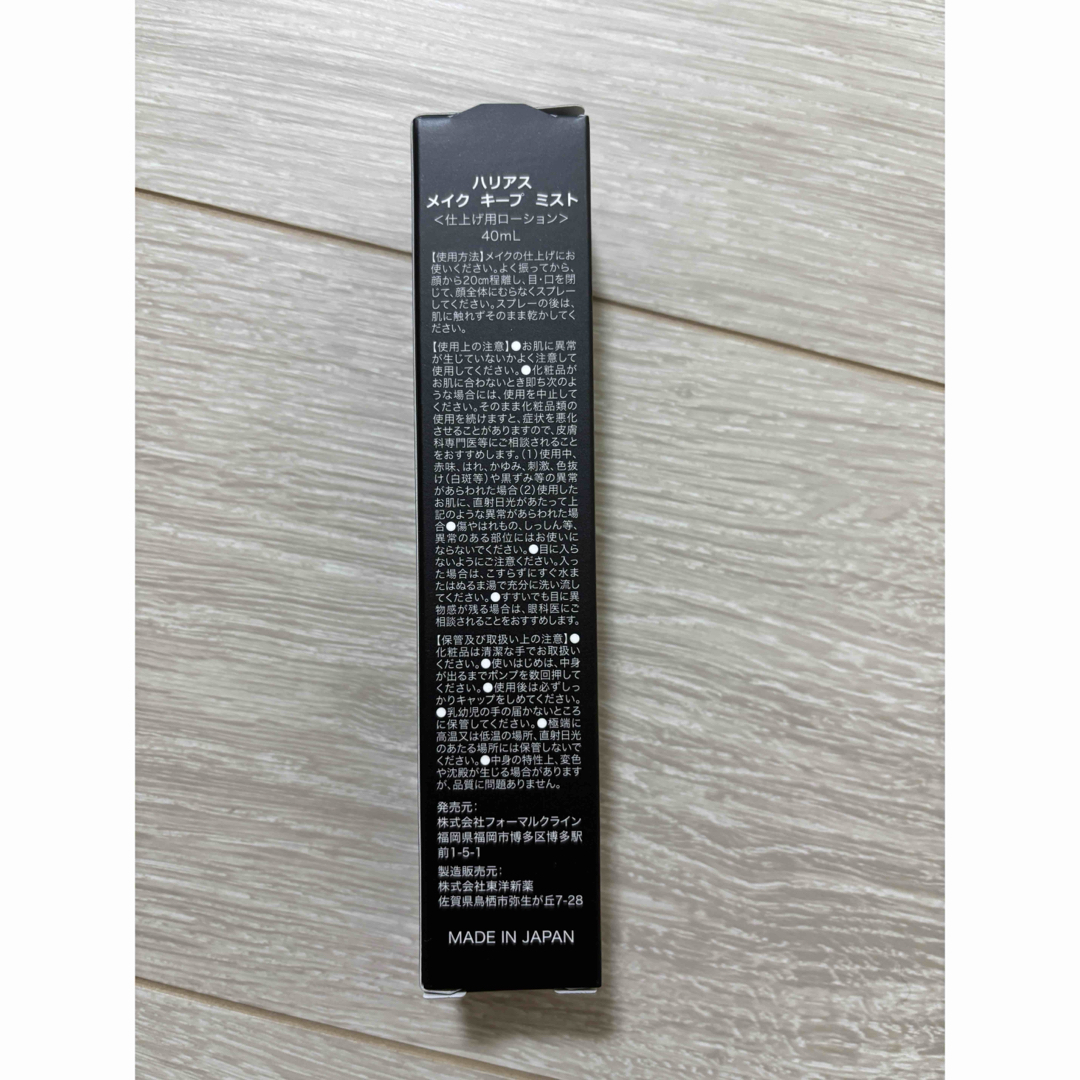 ハリアス
メイク キープ ミスト
＜仕上げ用ローション＞
40mL
【使用方法】メイクの仕上げにお
使いください。よく振ってから、
顔から20㎝程離し、目・口を閉
じて、顔全体にむらなくスプレー
してください。スプレーの後は、
肌に触れずそのまま乾かしてく
ださい。
【使用上の注意】●お肌に異常
が生じていないかよく注意して
使用してください。●化粧品が
お肌に合わないとき即ち次のよ
うな場合には、使用を中止して
ください。そのまま化粧品類の
使用を続けますと、症状を悪化
させることがありますので、皮膚
科専門医等にご相談されること
をおすすめします。（1）使用中、
赤味、はれ、かゆみ、刺激、色抜
け（白斑等）や黒ずみ等の異常
があらわれた場合（2）使用した
お肌に、直射日光があたって上
記のような異常があらわれた場
合●傷やはれもの、しっしん等、
異常のある部位にはお使いに
ならないでください。●目に入ら
ないようにご注意ください。入っ
た場合は、こすらずにすぐ水ま
たはぬるま湯で充分に洗い流し
てください。●すすいでも目に異
物感が残る場合は、眼科医にご
相談されることをおすすめします。
【保管及び取扱い上の注意】●
化粧品は清潔な手でお取扱い
ください。●使いはじめは、中身
が出るまでポンプを数回押して
ください。●使用後は必ずしっ
かりキャップをしめてください。
●乳幼児の手の届かないところ
に保管してください。●極端に
高温又は低温の場所、直射日光
のあたる場所には保管しないで
ください。●中身の特性上、変色
や沈殿が生じる場合があります
が、品質に問題ありません。
発売元：
株式会社フォーマルクライン
福岡県福岡市博多区博多駅
前1-5-1
製造販売元：
株式会社東洋新薬
佐賀県鳥栖市弥生が丘7-28
MADE IN JAPAN